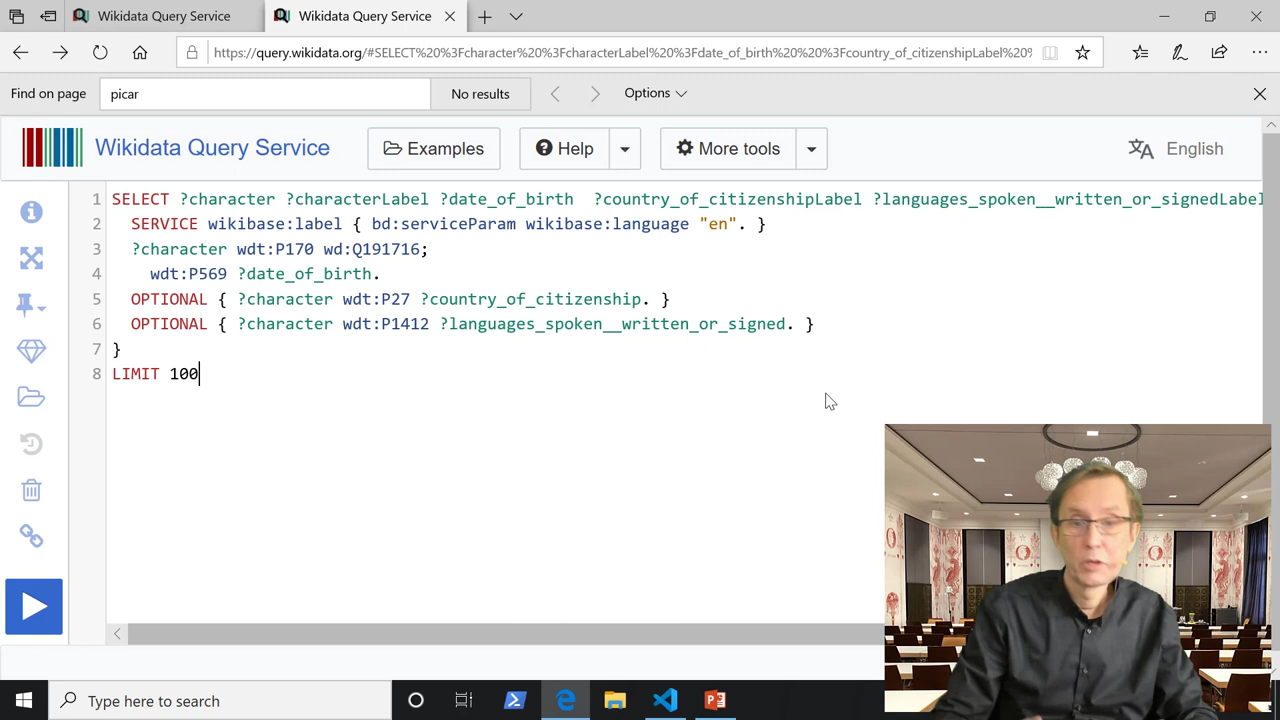 Wikidata Query Service
Wikidata Query Service
https://query.wikidata.org/#SELECT%20%3Fcharacter%20%3FcharacterLabel%20%3Fdate_of_birth%20%20%3Fcountry_of_citizenshipLabel%20%
Find on page
picar
No results
Options
Wikidata Query Service
Examples
Help
More tools
English
1 SELECT ?character ?characterLabel ?date_of_birth  ?country_of_citizenshipLabel ?languages_spoken__written_or_signedLabel
2 SERVICE wikibase:label { bd:serviceParam wikibase:language "en". }
3 ?character wdt:P170 wd:Q191716;
4 wdt:P569 ?date_of_birth.
5 OPTIONAL { ?character wdt:P27 ?country_of_citizenship. }
6 OPTIONAL { ?character wdt:P1412 ?languages_spoken__written_or_signed. }
7 }
8 LIMIT 100
Type here to search